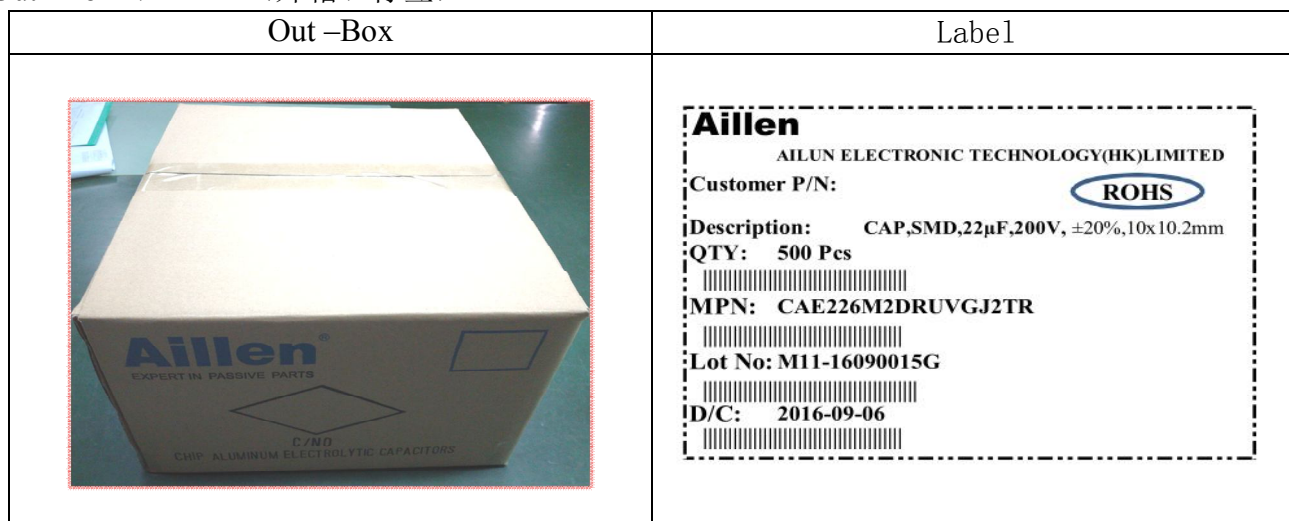 Out –Box
Label
Aillen®
EXPERT IN PASSIVE PARTS
C/NO
CHIP ALUMINUM ELECTROLYTIC CAPACITORS
Aillen
AILUN ELECTRONIC TECHNOLOGY(HK)LIMITED
Customer P/N:
ROHS
Description: CAP,SMD,22μF,200V, ±20%,10x10.2mm
QTY: 500 Pcs
MPN: CAE226M2DRUVGJ2TR
Lot No: M11-16090015G
D/C: 2016-09-06